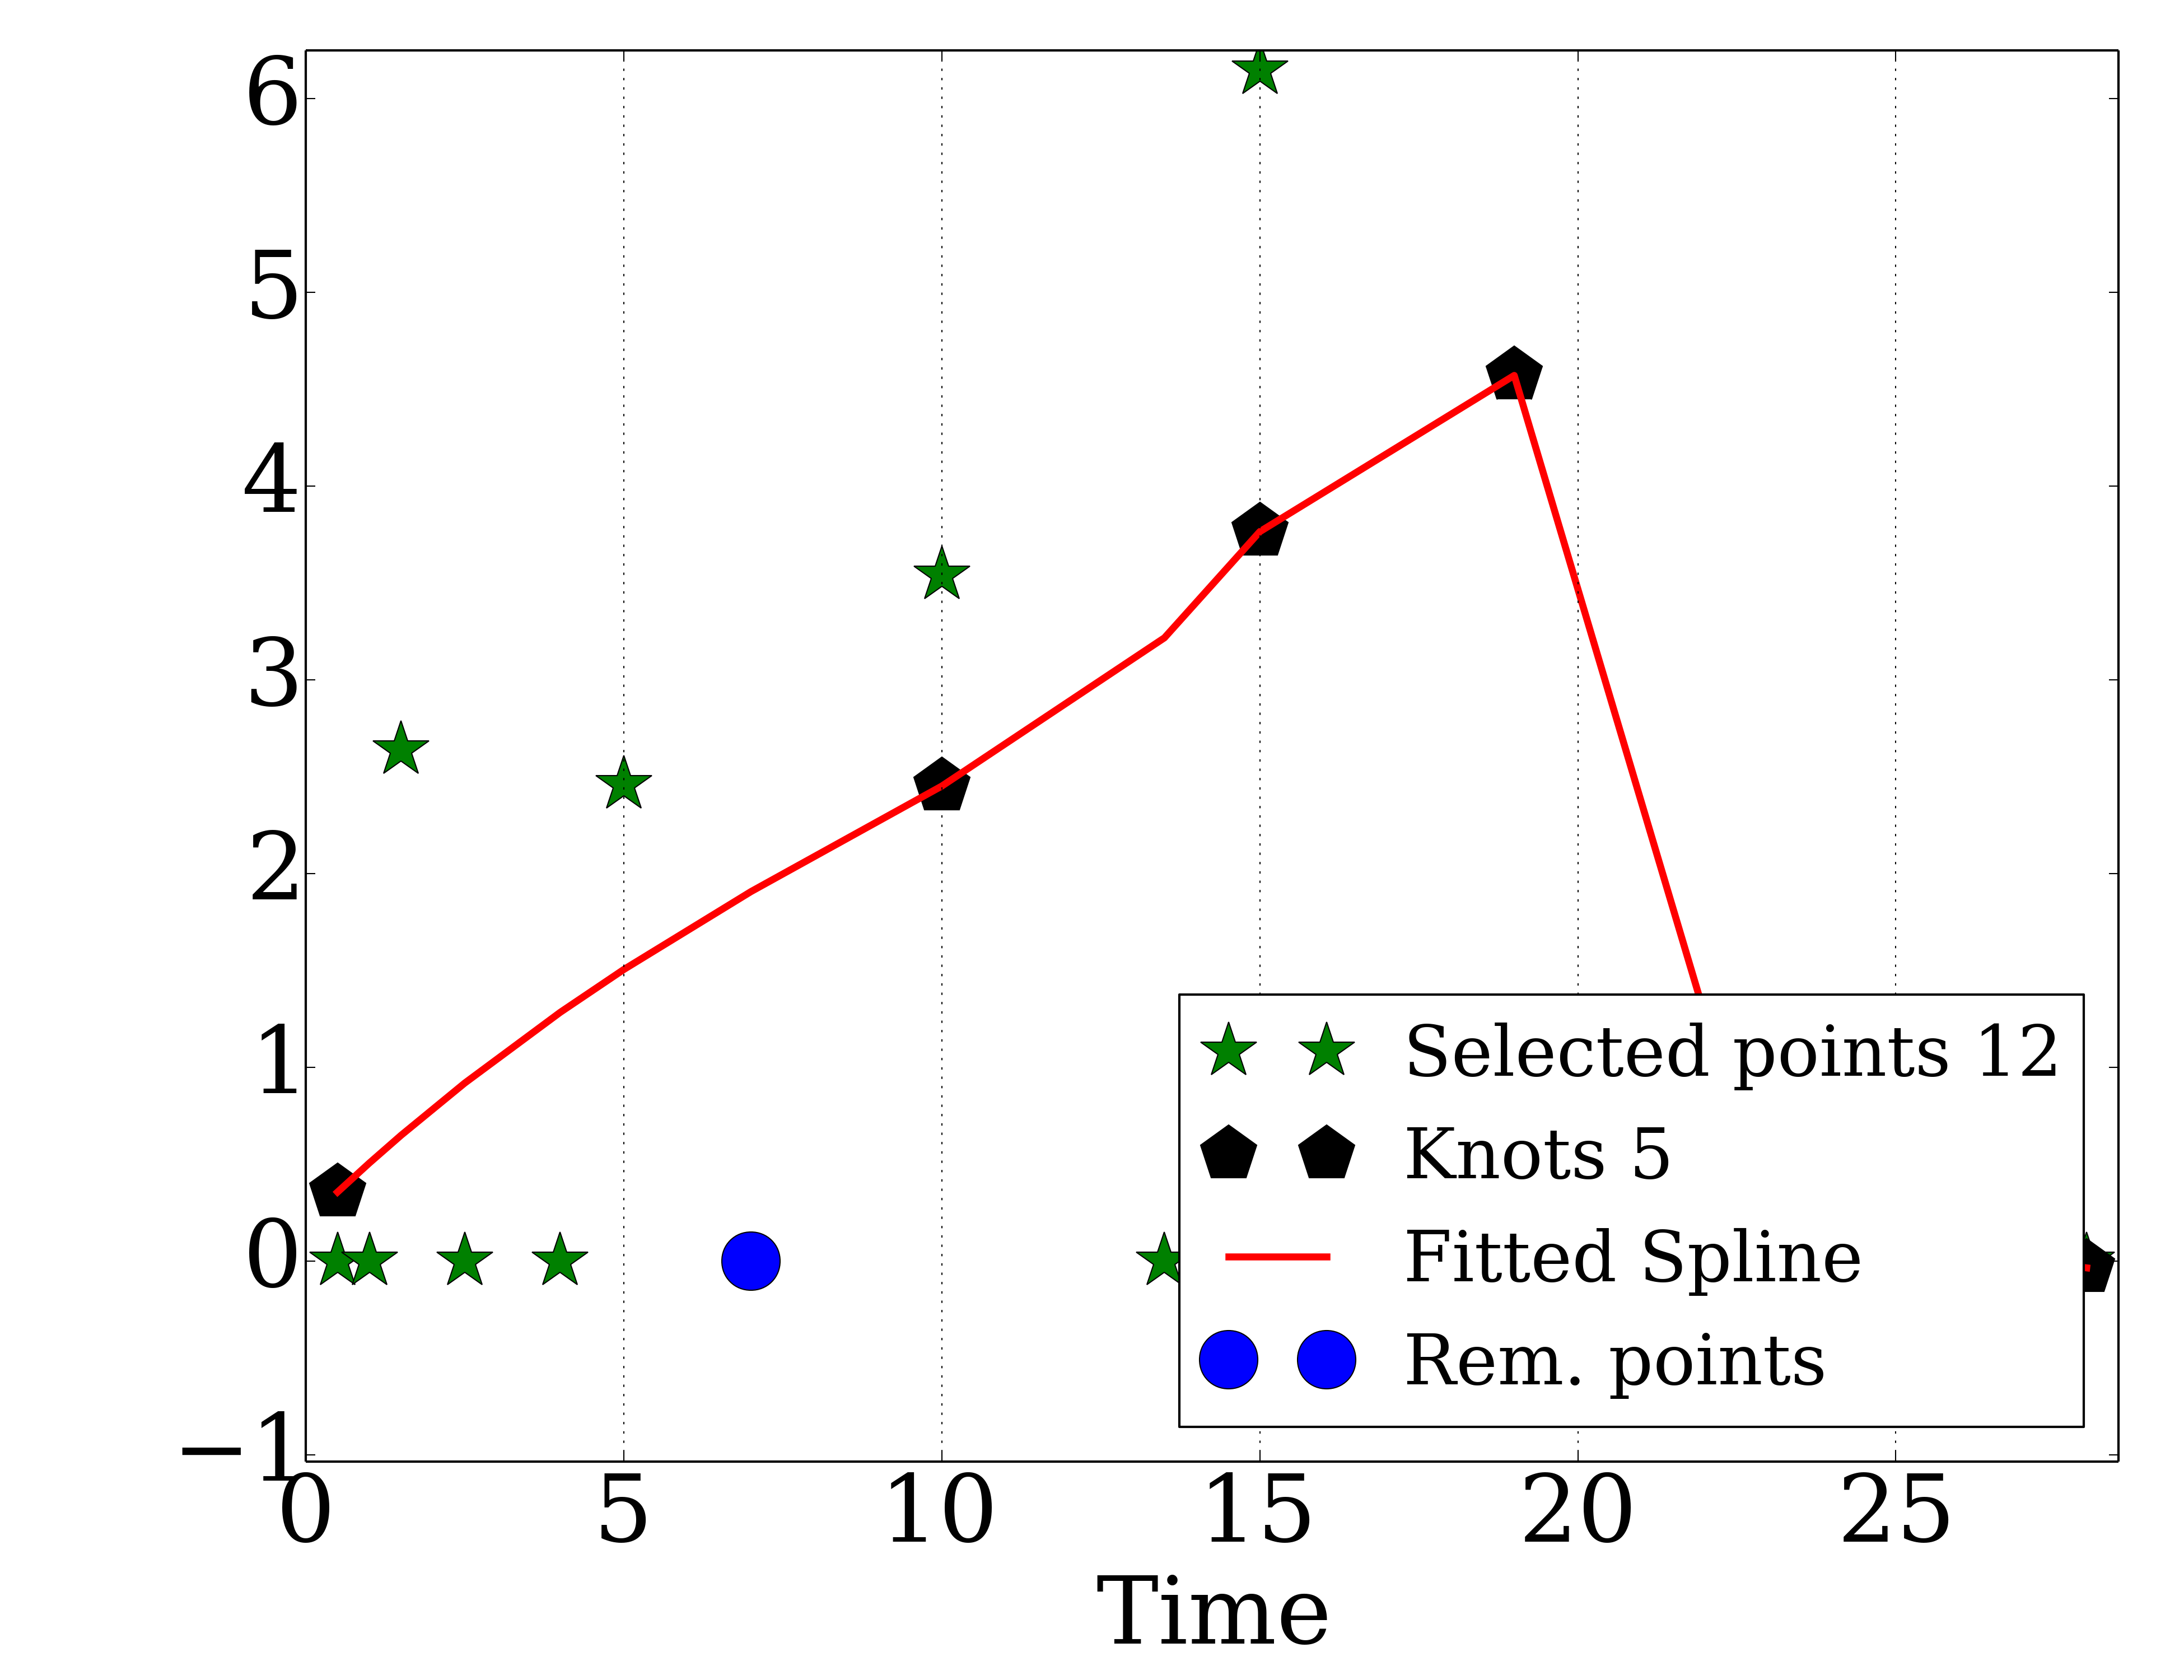 6
5
4
3
2
1
0
−1
0 5 10 15 20 25
Time
Selected points 12
Knots 5
Fitted Spline
Rem. points